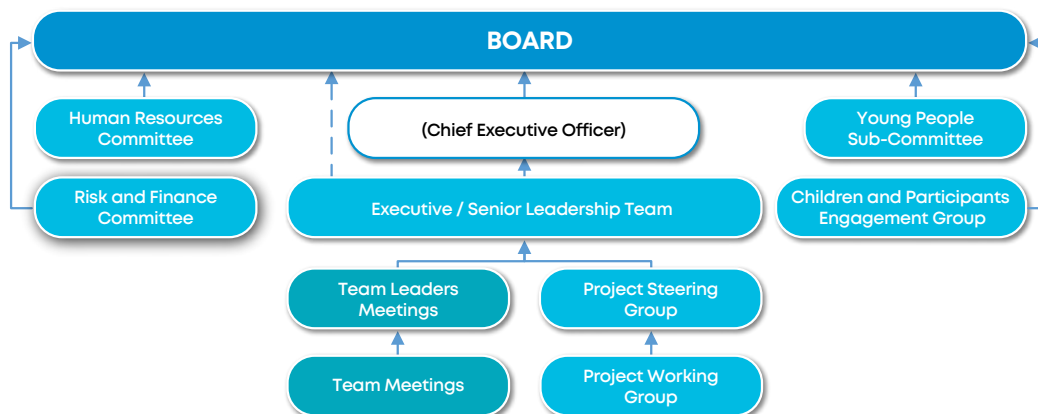 BOARD
Human Resources
Committee
(Chief Executive Officer)
Young People
Sub-Committee
Risk and Finance
Committee
Executive / Senior Leadership Team
Children and Participants
Engagement Group
Team Leaders
Meetings
Project Steering
Group
Team Meetings
Project Working
Group